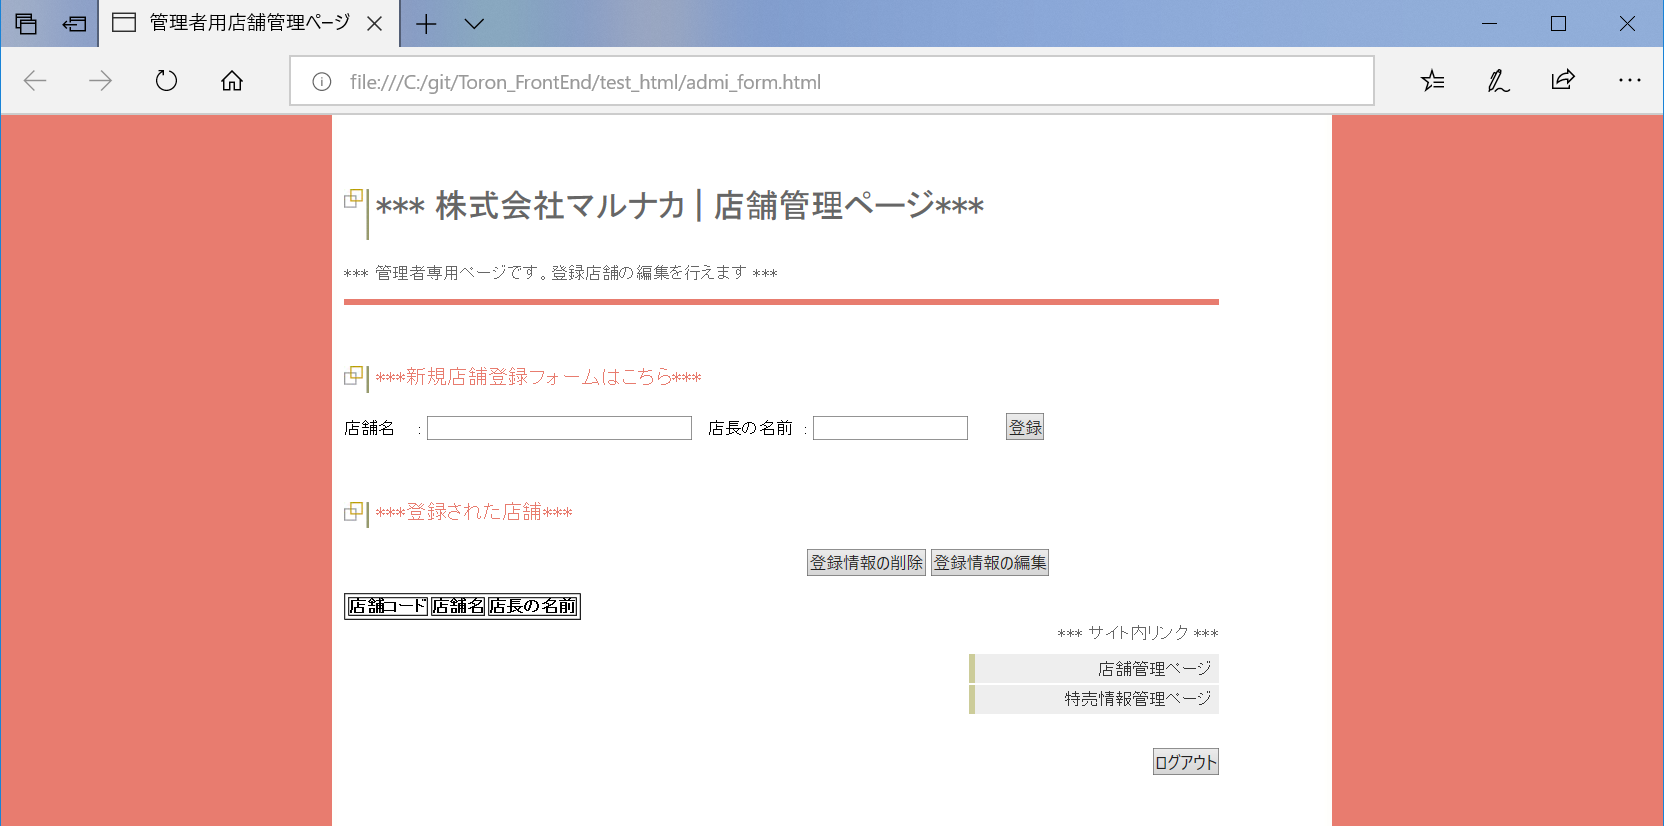 管理者用店舗管理ページ
file:///C:/git/Toron_FrontEnd/test_html/admi_form.html
*** 株式会社マルナカ | 店舗管理ページ***
*** 管理者専用ページです。登録店舗の編集を行えます ***
***新規店舗登録フォームはこちら***
店舗名 : 店長の名前 : 登録
***登録された店舗***
登録情報の削除 登録情報の編集
店舗コード 店舗名 店長の名前
*** サイト内リンク ***
店舗管理ページ
特売情報管理ページ
ログアウト